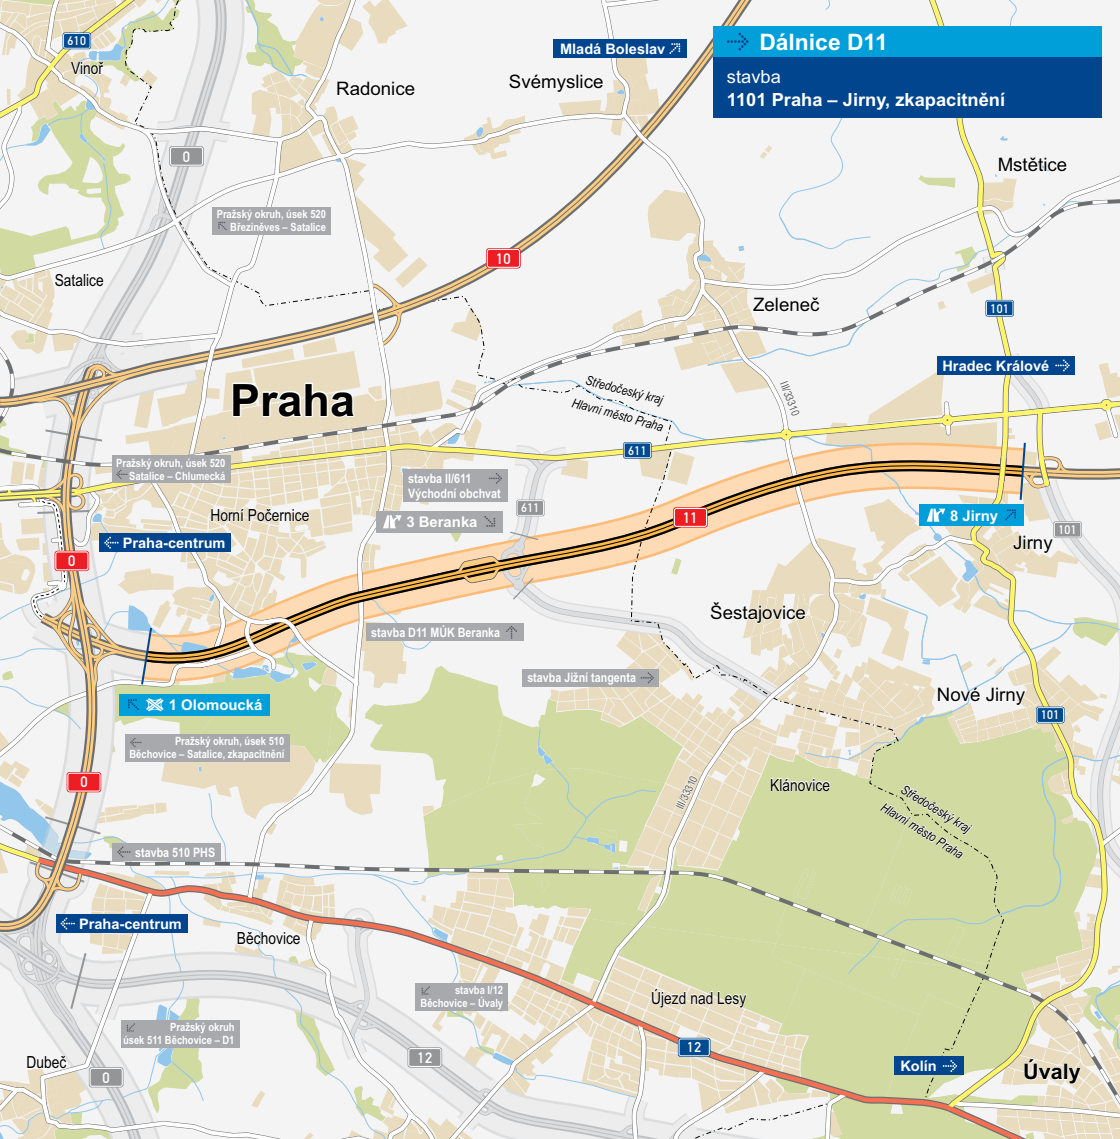 610
Vinoř
Radonice
Mladá Boleslav
Svémyslice
Dálnice D11
stavba
1101 Praha – Jirny, zkapacitnění
0
Mstětice
Pražský okruh, úsek 520
Březiněves – Satalice
10
Satalice
Zeleneč
101
Hradec Králové
Praha
Středočeský kraj
Hlavní město Praha
III/33310
611
Pražský okruh, úsek 520
Satalice – Chlumecká
stavba II/611
Východní obchvat
611
Horní Počernice
3 Beranka
11
8 Jirny
101
Jirny
Praha-centrum
0
Šestajovice
stavba D11 MÚK Beranka
stavba Jižní tangenta
Nové Jirny
101
1 Olomoucká
Pražský okruh, úsek 510
Běchovice – Satalice, zkapacitnění
0
Klánovice
III/33310
Středočeský kraj
Hlavní město Praha
stavba 510 PHS
Praha-centrum
Běchovice
stavba I/12
Běchovice – Úvaly
Újezd nad Lesy
Pražský okruh
úsek 511 Běchovice – D1
12
12
Dubeč
0
Kolín
Úvaly